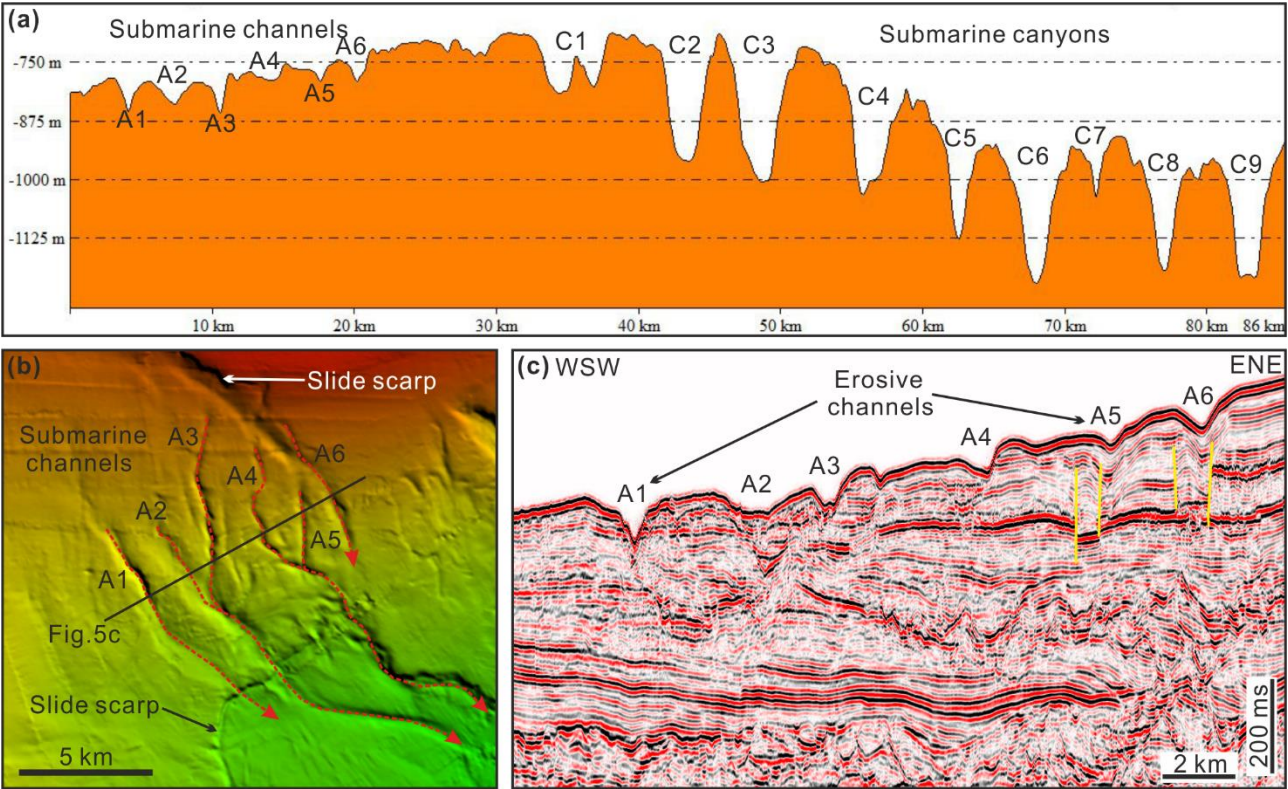 (a)
Submarine channels
Submarine canyons
-750 m
-875 m
-1000 m
-1125 m
A1
A2
A3
A4
A5
A6
C1
C2
C3
C4
C5
C6
C7
C8
C9
10 km
20 km
30 km
40 km
50 km
60 km
70 km
80 km
86 km
(b)
Slide scarp
Submarine
channels
A3
A6
A4
A2
A5
A1
Fig.5c
Slide scarp
5 km
(c) WSW
ENE
Erosive
channels
A1
A2
A3
A4
A5
A6
200 ms
2 km